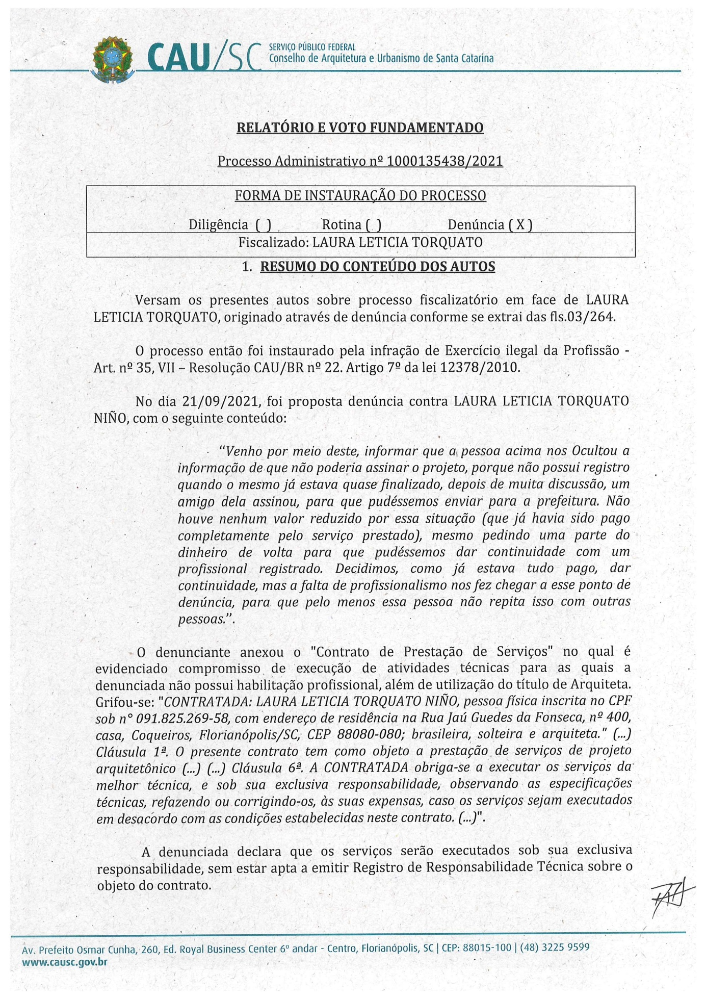 CAU/SC
SERVIÇO PÚBLICO FEDERAL
Conselho de Arquitetura e Urbanismo de Santa Catarina
RELATÓRIO E VOTO FUNDAMENTADO
Processo Administrativo nº 1000135438/2021
FORMA DE INSTAURAÇÃO DO PROCESSO
Diligência ( ) Rotina ( ) Denúncia ( X )
Fiscalizado: LAURA LETICIA TORQUATO
1. RESUMO DO CONTEÚDO DOS AUTOS
Versam os presentes autos sobre processo fiscalizatório em face de LAURA
LETICIA TORQUATO, originado através de denúncia conforme se extrai das fls.03/264.
O processo então foi instaurado pela infração de Exercício ilegal da Profissão -
Art. nº 35, VII – Resolução CAU/BR nº 22. Artigo 7º da lei 12378/2010.
No dia 21/09/2021, foi proposta denúncia contra LAURA LETICIA TORQUATO
NIÑO, com o seguinte conteúdo:
“Venho por meio deste, informar que a pessoa acima nos Ocultou a
informação de que não poderia assinar o projeto, porque não possui registro
quando o mesmo já estava quase finalizado, depois de muita discussão, um
amigo dela assinou, para que pudéssemos enviar para a prefeitura. Não
houve nenhum valor reduzido por essa situação (que já havia sido pago
completamente pelo serviço prestado), mesmo pedindo uma parte do
dinheiro de volta para que pudéssemos dar continuidade com um
profissional registrado. Decidimos, como já estava tudo pago, dar
continuidade, mas a falta de profissionalismo nos fez chegar a esse ponto de
denúncia, para que pelo menos essa pessoa não repita isso com outras
pessoas.”.
O denunciante anexou o "Contrato de Prestação de Serviços" no qual é
evidenciado compromisso de execução de atividades técnicas para as quais a
denunciada não possui habilitação profissional, além de utilização do título de Arquiteta.
Grifou-se: "CONTRATADA: LAURA LETICIA TORQUATO NIÑO, pessoa física inscrita no CPF
sob n° 091.825.269-58, com endereço de residência na Rua Jaú Guedes da Fonseca, nº 400,
casa, Coqueiros, Florianópolis/SC, CEP 88080-080; brasileira, solteira e arquiteta." (...)
Cláusula 1ª. O presente contrato tem como objeto a prestação de serviços de projeto
arquitetônico (...) (...) Cláusula 6ª. A CONTRATADA obriga-se a executar os serviços da
melhor técnica, e sob sua exclusiva responsabilidade, observando as especificações
técnicas, refazendo ou corrigindo-os, às suas expensas, caso os serviços sejam executados
em desacordo com as condições estabelecidas neste contrato. (...)".
A denunciada declara que os serviços serão executados sob sua exclusiva
responsabilidade, sem estar apta a emitir Registro de Responsabilidade Técnica sobre o
objeto do contrato.
Av. Prefeito Osmar Cunha, 260, Ed. Royal Business Center 6º andar - Centro, Florianópolis, SC | CEP: 88015-100 | (48) 3225 9599
www.causc.gov.br